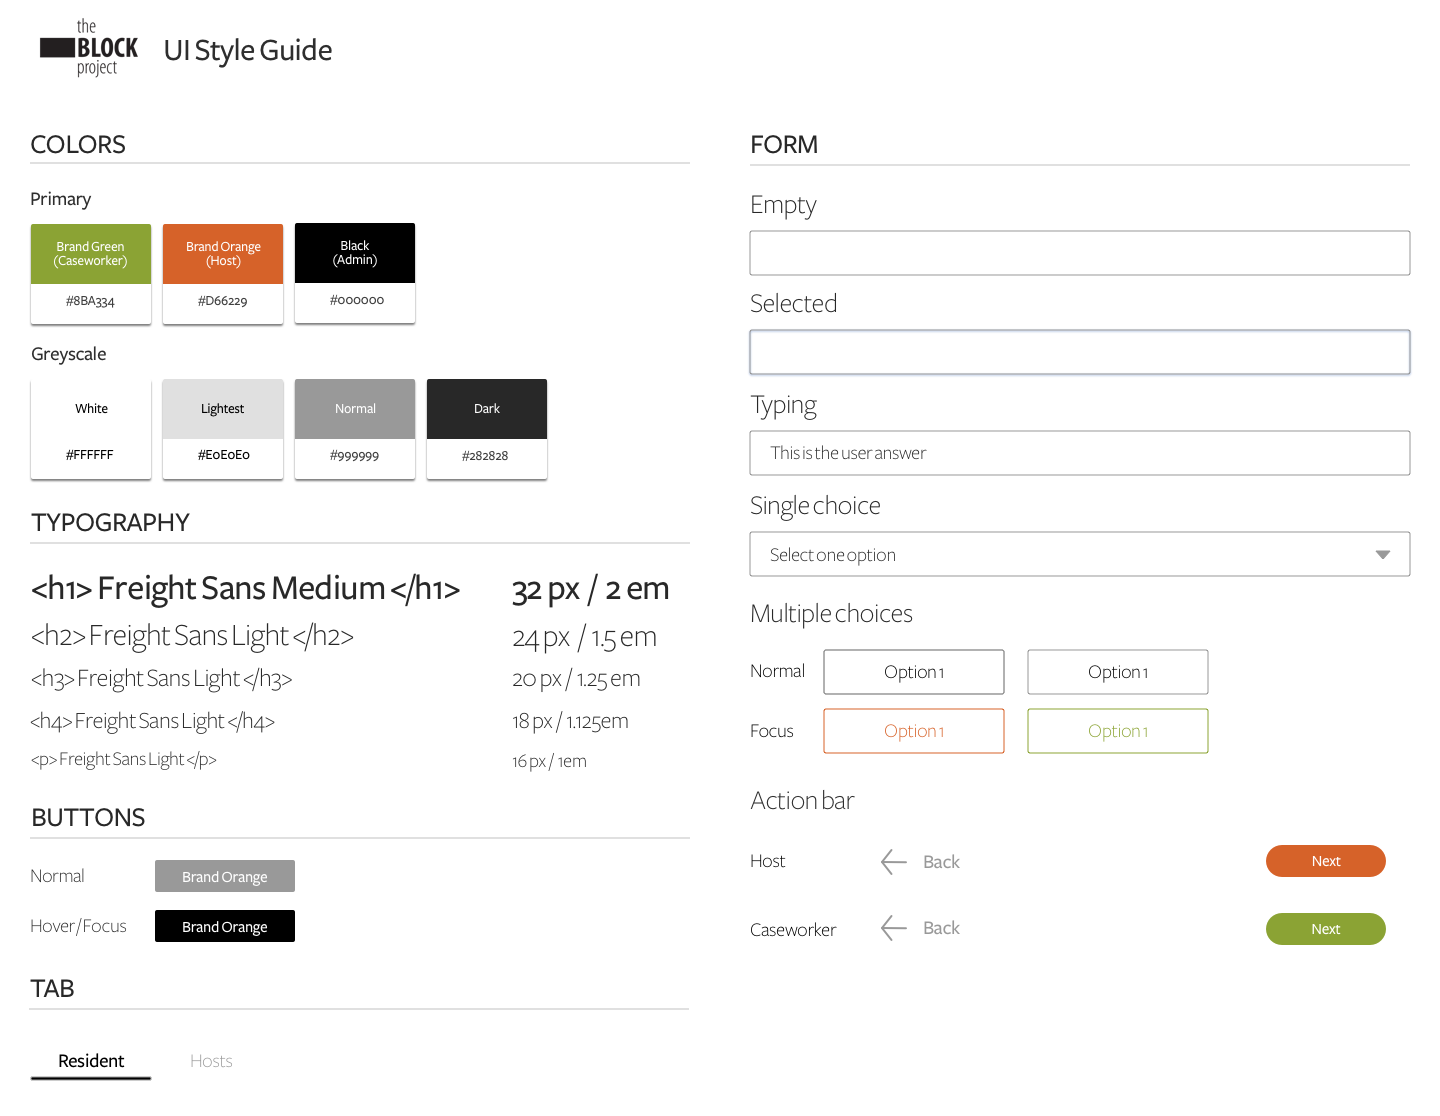 the
BLOCK
project
UI Style Guide
COLORS
Primary
Brand Green
(Caseworker)
#8BA334
Brand Orange
(Host)
#D66229
Black
(Admin)
#000000
Greyscale
White
#FFFFFF
Lightest
#E0E0E0
Normal
#999999
Dark
#282828
TYPOGRAPHY
<h1> Freight Sans Medium </h1> 32 px / 2 em
<h2> Freight Sans Light </h2> 24 px / 1.5 em
<h3> Freight Sans Light </h3> 20 px / 1.25 em
<h4> Freight Sans Light </h4> 18 px / 1.125em
<p> Freight Sans Light </p> 16 px / 1em
BUTTONS
Normal Brand Orange
Hover/Focus Brand Orange
TAB
Resident Hosts
FORM
Empty
Selected
Typing
This is the user answer
Single choice
Select one option
Multiple choices
Normal Option 1 Option 1
Focus Option 1 Option 1
Action bar
Host Back Next
Caseworker Back Next